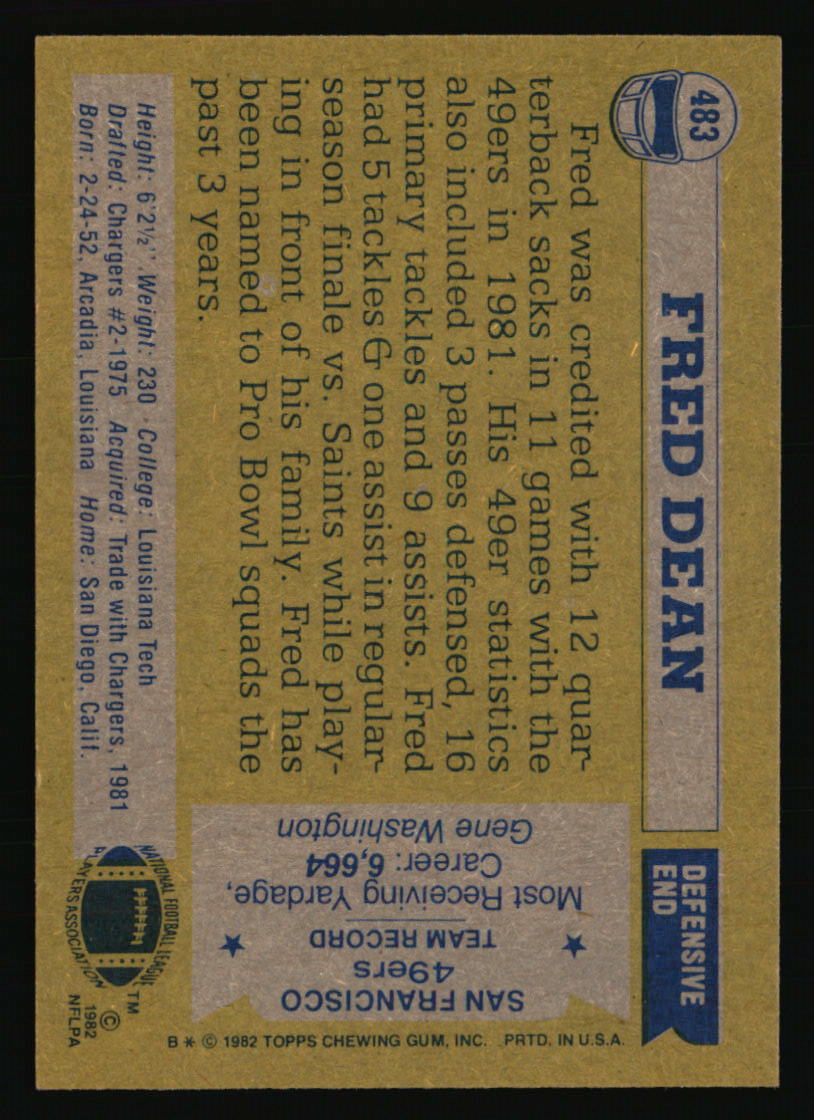 483
FRED DEAN
DEFENSIVE
END
Fred was credited with 12 quar-
terback sacks in 11 games with the
49ers in 1981. His 49er statistics
also included 3 passes defensed, 16
primary tackles and 9 assists. Fred
had 5 tackles & one assist in regular-
season finale vs. Saints while play-
ing in front of his family. Fred has
been named to Pro Bowl squads the
past 3 years.
Height: 6'2½" Weight: 230 College: Louisiana Tech
Drafted: Chargers #2-1975 Acquired: Trade with Chargers, 1981
Born: 2-24-52, Arcadia, Louisiana Home: San Diego, Calif.
SAN FRANCISCO
49ers
TEAM RECORD
Most Receiving Yardage,
Career: 6,664
Gene Washington
NATIONAL FOOTBALL LEAGUE
PLAYERS ASSOCIATION
TM
©
1982
NFLPA
B * © 1982 TOPPS CHEWING GUM, INC. PRTD. IN U.S.A.